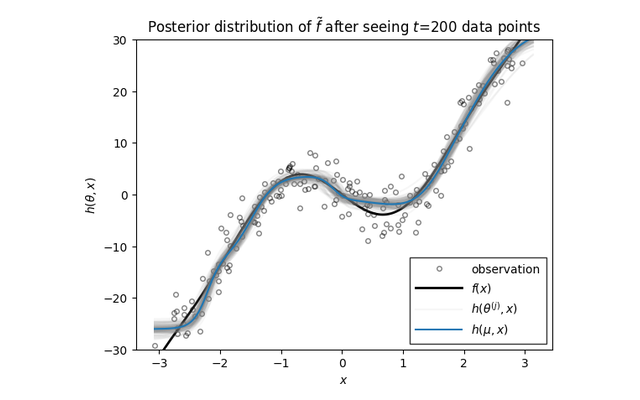 Posterior distribution of f̃ after seeing t=200 data points
30
20
10
0
−10
−20
−30
h(θ, x)
−3 −2 −1 0 1 2 3
x
observation
f(x)
h(θ⁽ʲ⁾, x)
h(μ, x)